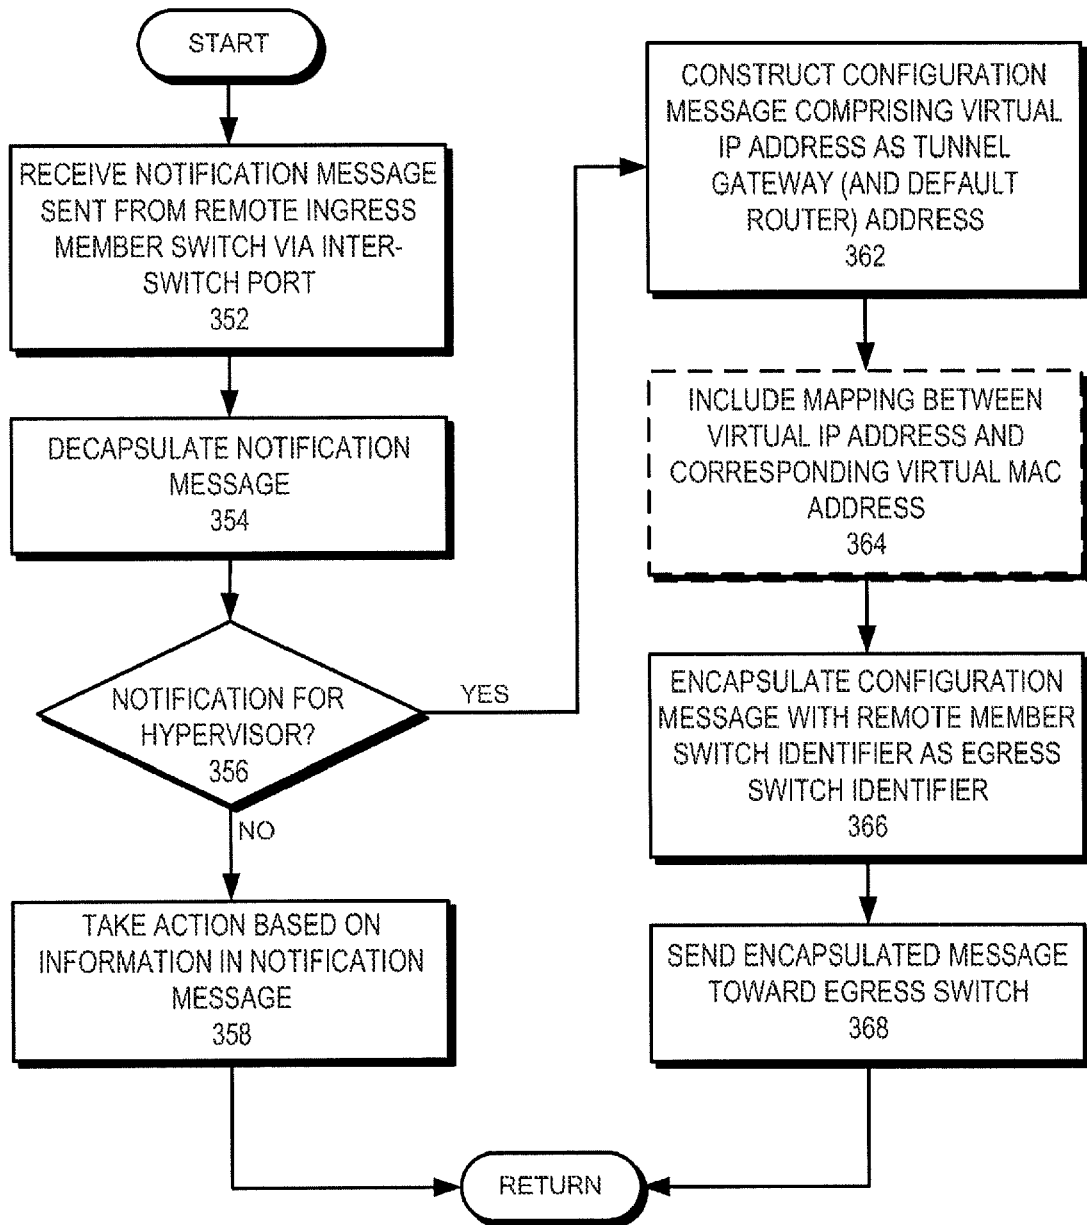 START
RECEIVE NOTIFICATION MESSAGE
SENT FROM REMOTE INGRESS
MEMBER SWITCH VIA INTER-
SWITCH PORT
352
DECAPSULATE NOTIFICATION
MESSAGE
354
NOTIFICATION FOR
HYPERVISOR?
356
YES
NO
TAKE ACTION BASED ON
INFORMATION IN NOTIFICATION
MESSAGE
358
CONSTRUCT CONFIGURATION
MESSAGE COMPRISING VIRTUAL
IP ADDRESS AS TUNNEL
GATEWAY (AND DEFAULT
ROUTER) ADDRESS
362
INCLUDE MAPPING BETWEEN
VIRTUAL IP ADDRESS AND
CORRESPONDING VIRTUAL MAC
ADDRESS
364
ENCAPSULATE CONFIGURATION
MESSAGE WITH REMOTE MEMBER
SWITCH IDENTIFIER AS EGRESS
SWITCH IDENTIFIER
366
SEND ENCAPSULATED MESSAGE
TOWARD EGRESS SWITCH
368
RETURN